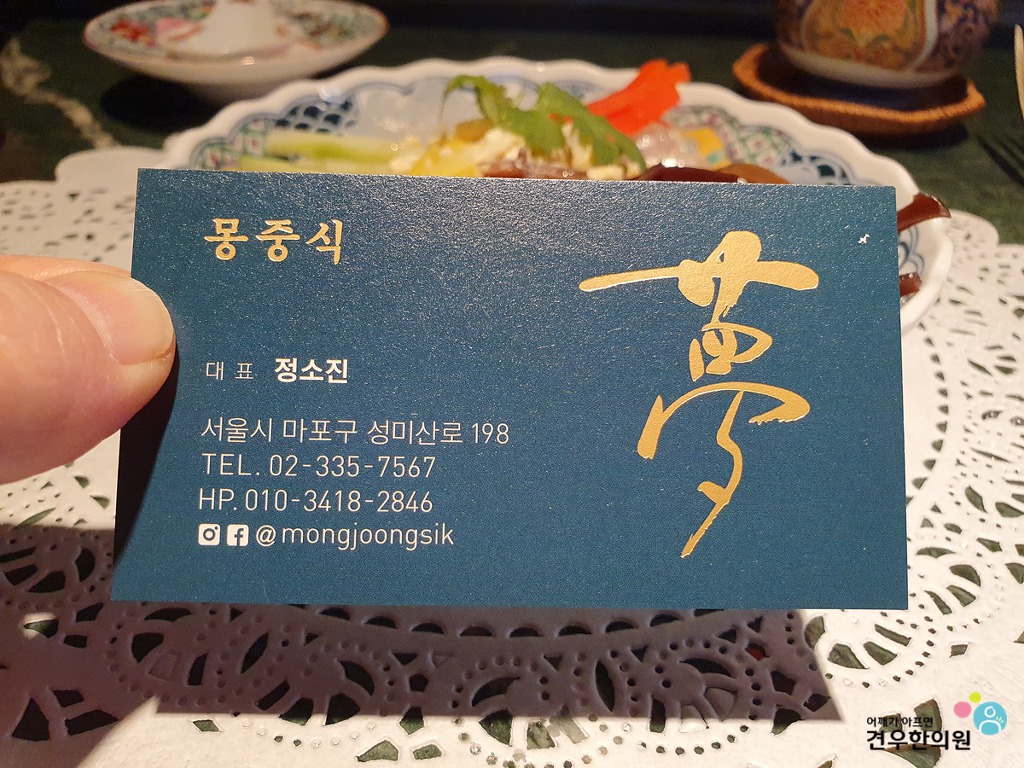 몽중식
夢
대표 정소진
서울시 마포구 성미산로 198
TEL. 02-335-7567
HP. 010-3418-2846
@mongjoongsik
어깨가 아프면
견우한의원